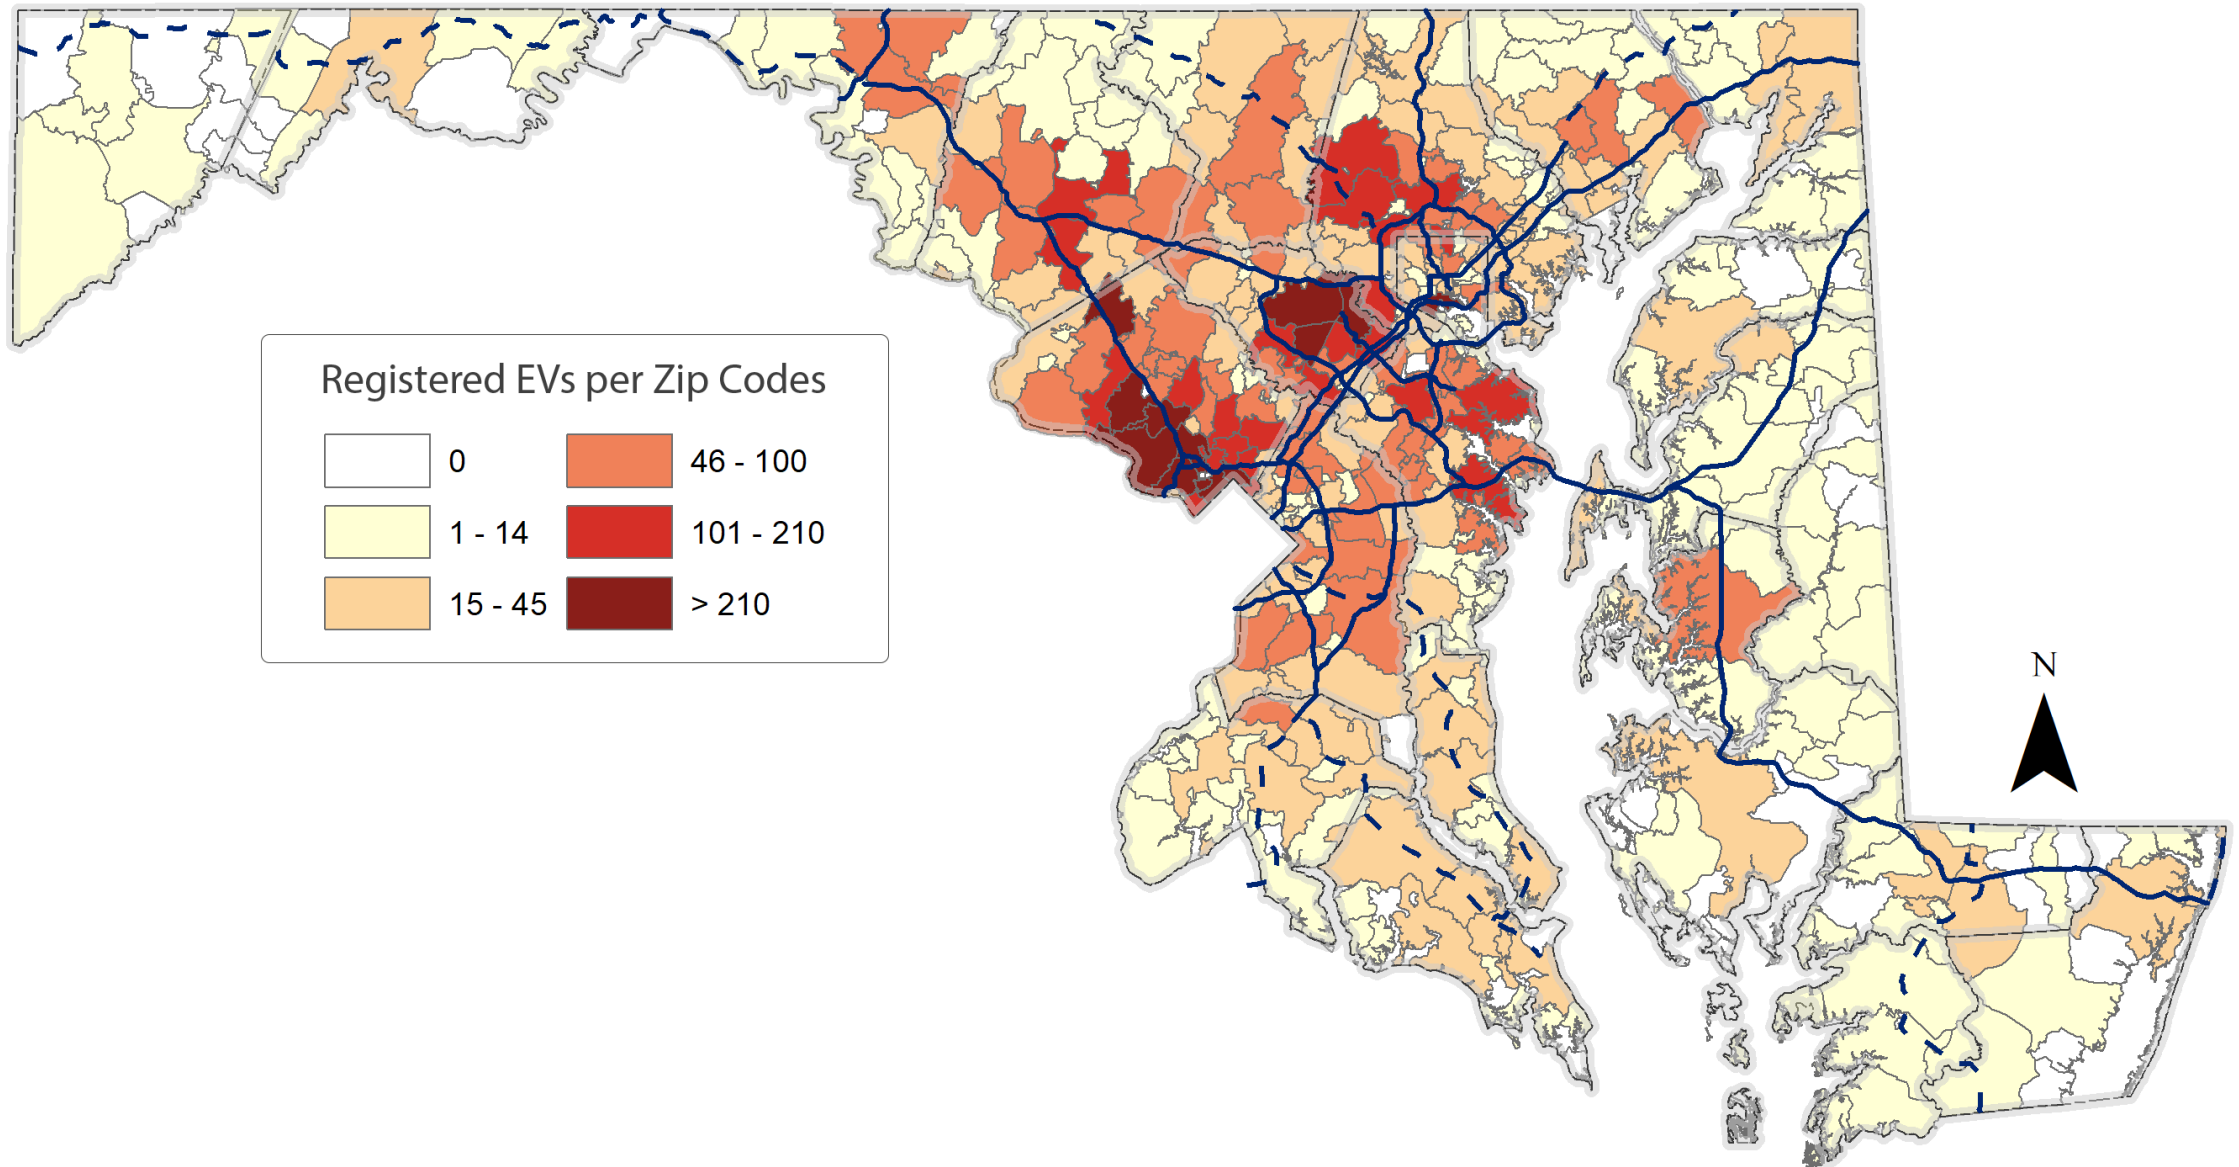 Registered EVs per Zip Codes
0
46 - 100
1 - 14
101 - 210
15 - 45
> 210
N